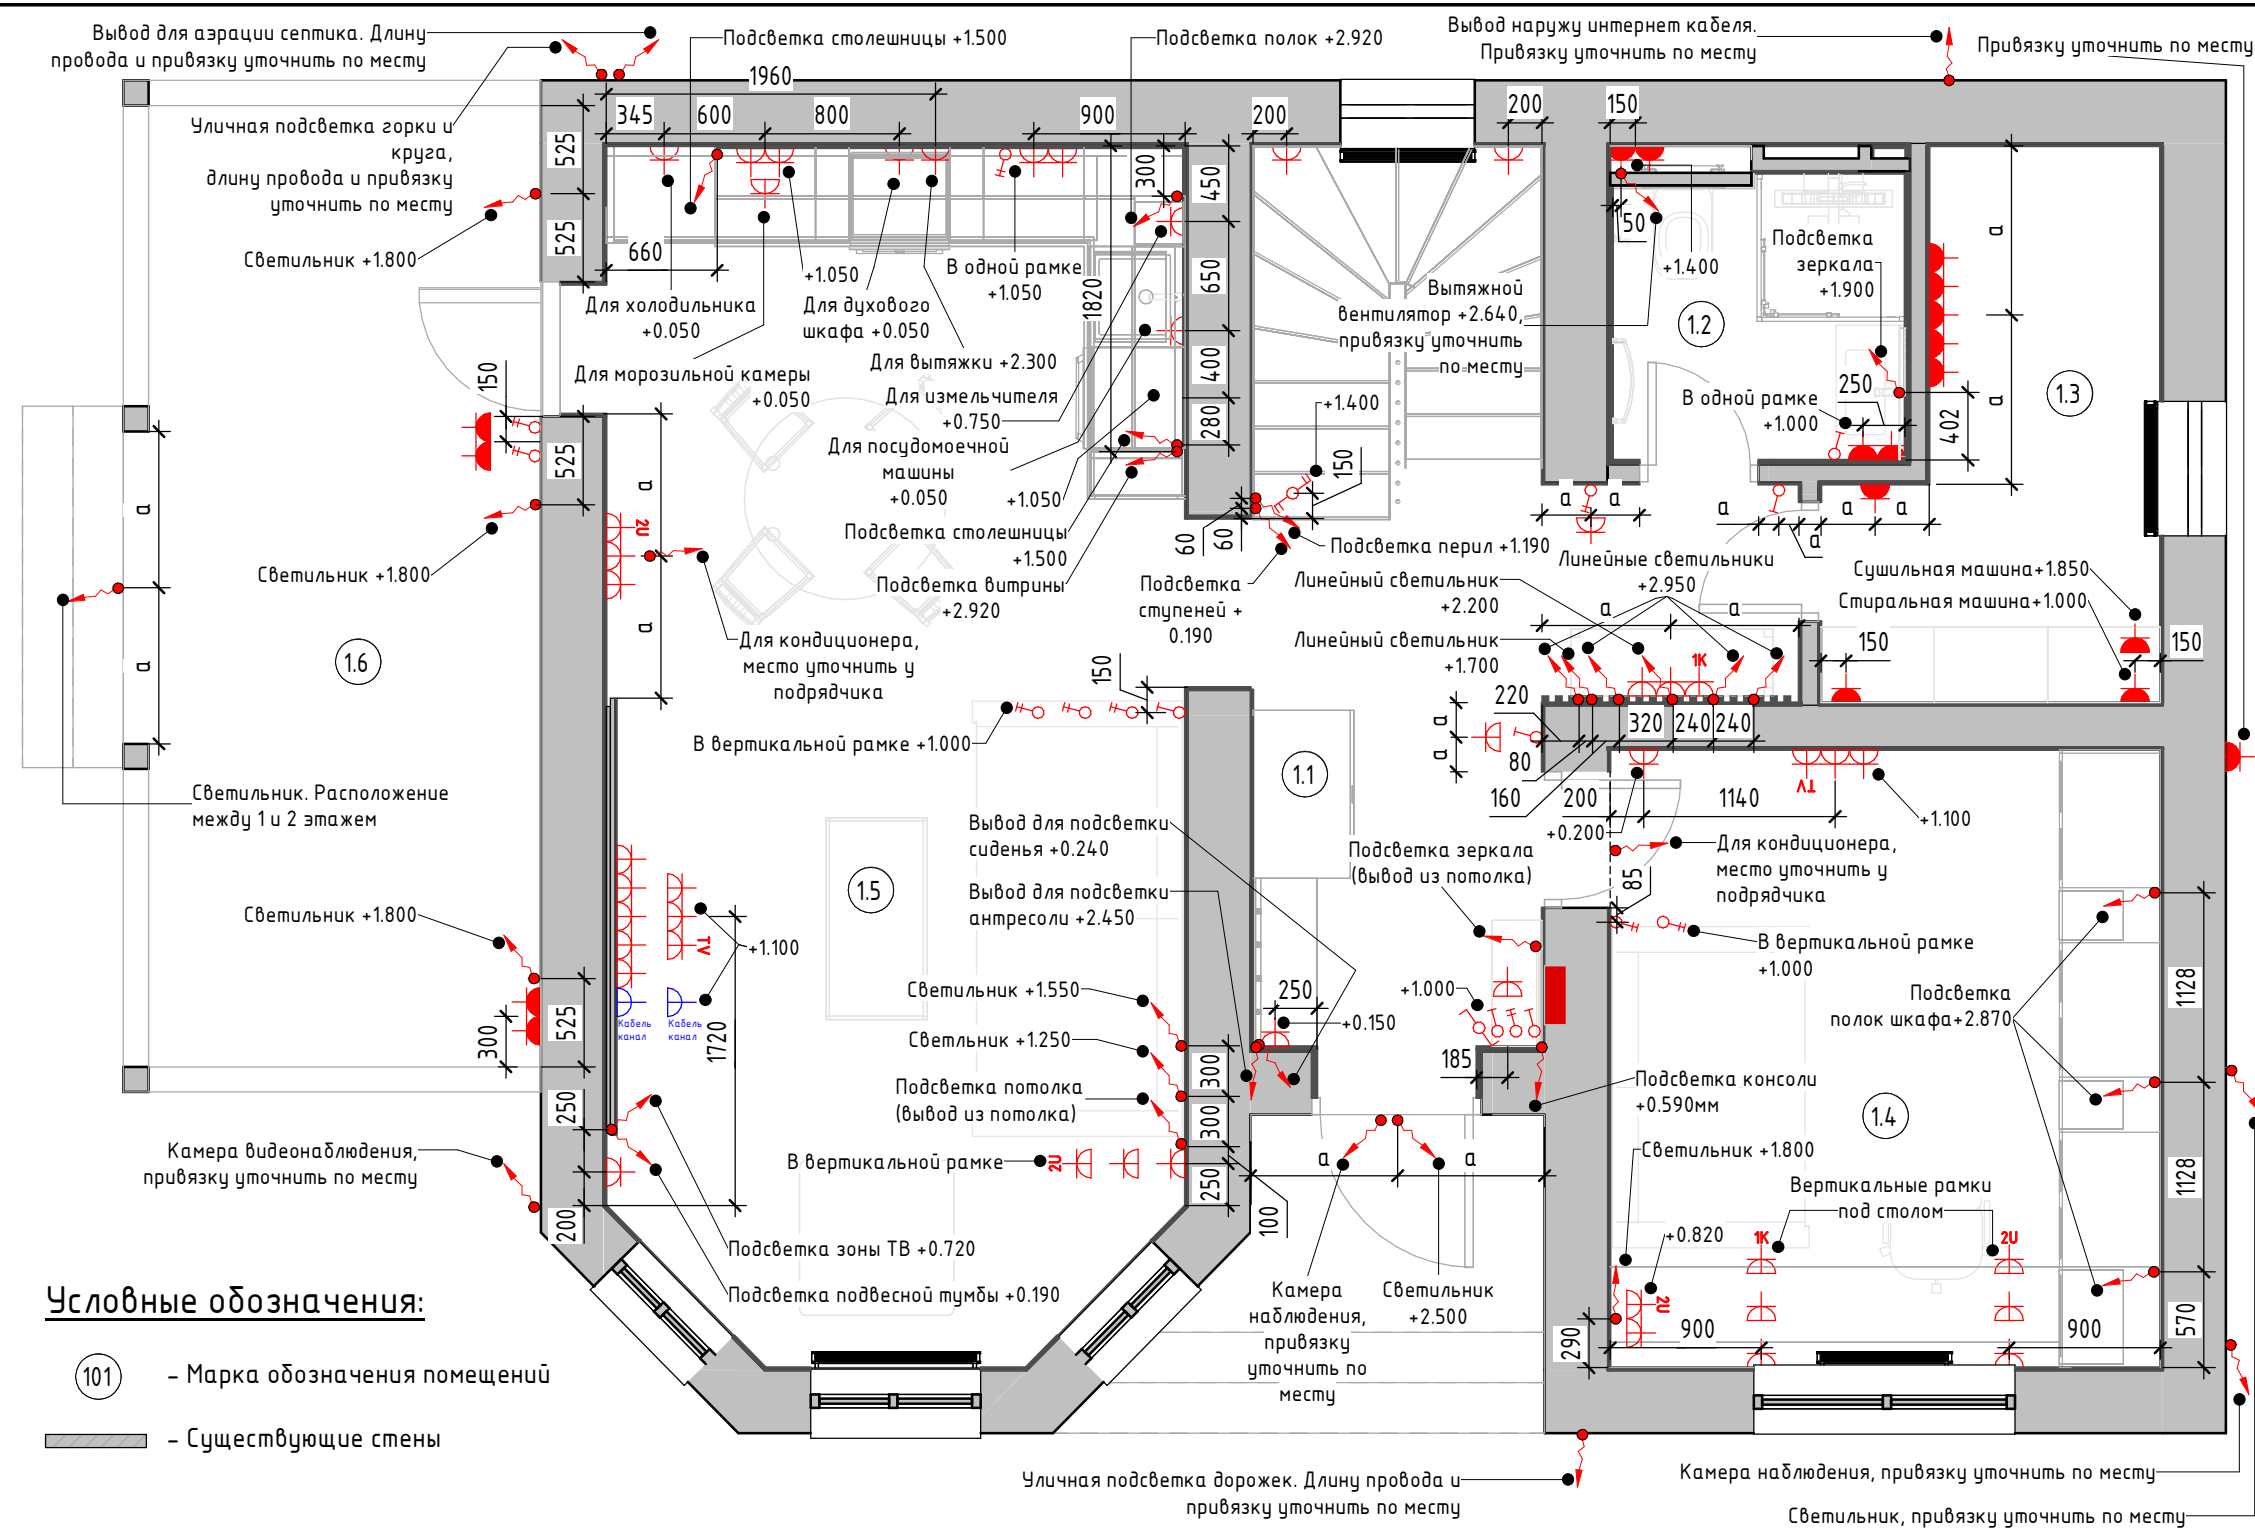 Вывод для аэрации септика. Длину
провода и привязку уточнить по месту
Подсветка столешницы +1.500
Подсветка полок +2.920
Вывод наружу интернет кабеля.
Привязку уточнить по месту
Привязку уточнить по месту
1960
345
600
800
900
200
200
150
Уличная подсветка горки и
круга,
длину провода и привязку
уточнить по месту
525
525
300
450
50
+1.400
Подсветка
зеркала
+1.900
a
Светильник +1.800
660
+1.050
В одной рамке
+1.050
1820
650
Для холодильника
+0.050
Для духового
шкафа +0.050
Вытяжной
вентилятор +2.640,
привязку уточнить
по месту
1.2
Для вытяжки +2.300
Для морозильной камеры
+0.050
150
400
Для измельчителя
+0.750
+1.400
В одной рамке
+1.000
250
402
a
1.3
Для посудомоечной
машины
+0.050
+1.050
280
150
525
a
a
2U
Подсветка столешницы
+1.500
60
60
Подсветка перил +1.190
a
a
a
a
a
a
Линейные светильники
+2.950
Светильник +1.800
Подсветка витрины
+2.920
Подсветка
ступеней +
0.190
Линейный светильник
+2.200
Линейный светильник
+1.700
a
a
Сушильная машина+1.850
Стиральная машина+1.000
150
150
1.6
a
a
Для кондиционера,
место уточнить у
подрядчика
150
1K
220
320
240
240
В вертикальной рамке +1.000
a
a
80
160
200
1140
TV
+0.200
+1.100
1.1
Светильник. Расположение
между 1 и 2 этажем
Вывод для подсветки
сиденья +0.240
Вывод для подсветки
антресоли +2.450
Подсветка зеркала
(вывод из потолка)
85
Для кондиционера,
место уточнить у
подрядчика
1.5
Светильник +1.800
TV
+1.100
В вертикальной рамке
+1.000
Светильник +1.550
250
+1.000
+0.150
Подсветка
полок шкафа+2.870
1128
Кабель
канал
Кабель
канал
300
525
1720
Светльник +1.250
300
185
Подсветка потолка
(вывод из потолка)
300
Подсветка консоли
+0.590мм
1.4
250
Камера видеонаблюдения,
привязку уточнить по месту
В вертикальной рамке
2U
250
a
a
Светильник +1.800
1128
200
100
Вертикальные рамки
под столом
Подсветка зоны ТВ +0.720
+0.820
1K
2U
2U
Подсветка подвесной тумбы +0.190
Камера
наблюдения,
привязку
уточнить по
месту
Светильник
+2.500
290
900
900
570
Условные обозначения:
101
- Марка обозначения помещений
- Существующие стены
Уличная подсветка дорожек. Длину провода и
привязку уточнить по месту
Камера наблюдения, привязку уточнить по месту
Светильник, привязку уточнить по месту